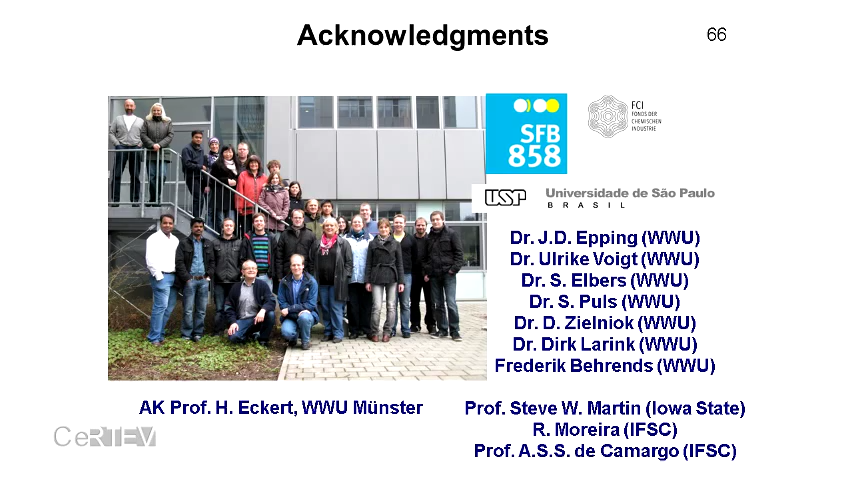 Acknowledgments
66
SFB
858
FCI
FONDS DER
CHEMISCHEN
INDUSTRIE
USP
Universidade de São Paulo
BRASIL
Dr. J.D. Epping (WWU)
Dr. Ulrike Voigt (WWU)
Dr. S. Elbers (WWU)
Dr. S. Puls (WWU)
Dr. D. Zielniok (WWU)
Dr. Dirk Larink (WWU)
Frederik Behrends (WWU)
AK Prof. H. Eckert, WWU Münster
Prof. Steve W. Martin (Iowa State)
R. Moreira (IFSC)
Prof. A.S.S. de Camargo (IFSC)
CeRTEV